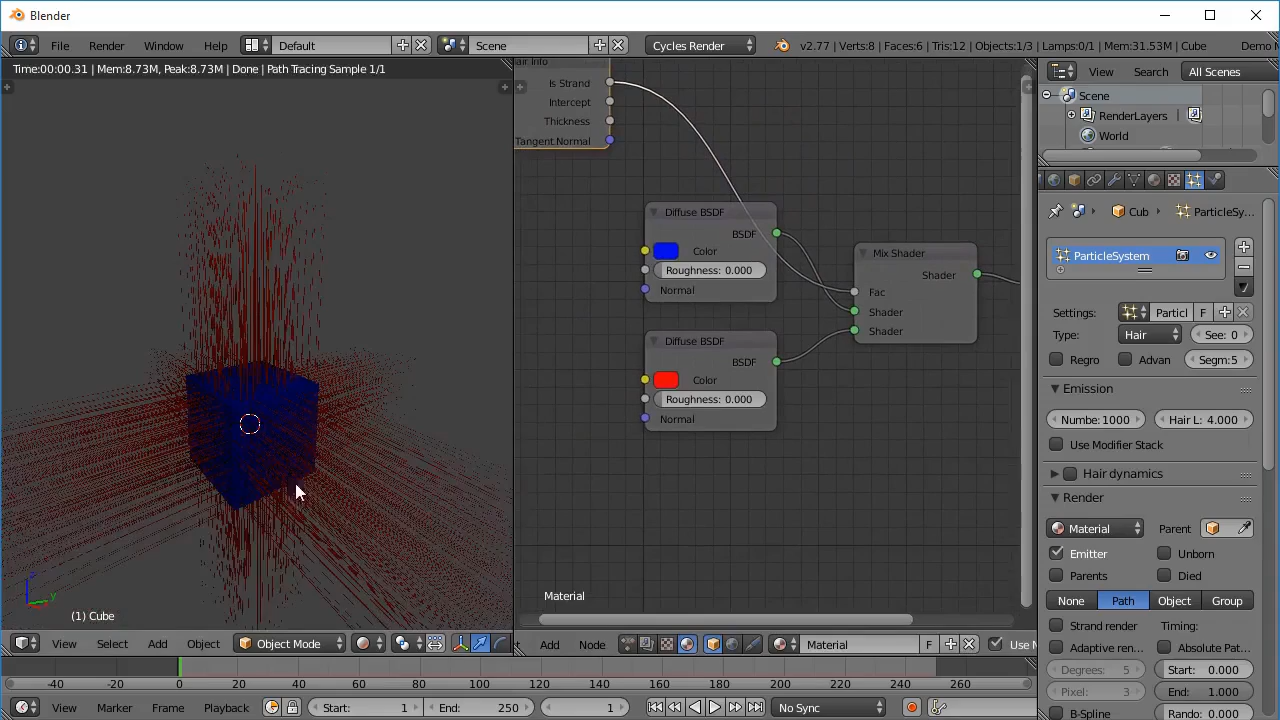 Blender
File Render Window Help Default Scene Cycles Render v2.77 | Verts:8 | Faces:6 | Tris:12 | Objects:1/3 | Lamps:0/1 | Mem:31.53M | Cube Demo
Time:00:00.31 | Mem:8.73M, Peak:8.73M | Done | Path Tracing Sample 1/1
View Search All Scenes
Scene
RenderLayers
World
air Info
Is Strand
Intercept
Thickness
Tangent Normal
Diffuse BSDF
BSDF
Color
Roughness: 0.000
Normal
Diffuse BSDF
BSDF
Color
Roughness: 0.000
Normal
Mix Shader
Shader
Fac
Shader
Shader
Material
Cub ParticleSy...
ParticleSystem
Settings: Particl F
Type: Hair See: 0
Regro Advan Segm:5
Emission
Numbe:1000 Hair L: 4.000
Use Modifier Stack
Hair dynamics
Render
Material Parent
Emitter Unborn
Parents Died
None Path Object Group
Strand render Timing:
Adaptive ren... Absolute Pat...
Degrees: 5 Start: 0.000
Pixel: 3 End: 1.000
B-Spline Rando: 0.000
y
(1) Cube
View Select Add Object Object Mode
Add Node Material F Use N
-40 -20 0 20 40 60 80 100 120 140 160 180 200 220 240 260
View Marker Frame Playback Start: 1 End: 250 1 No Sync